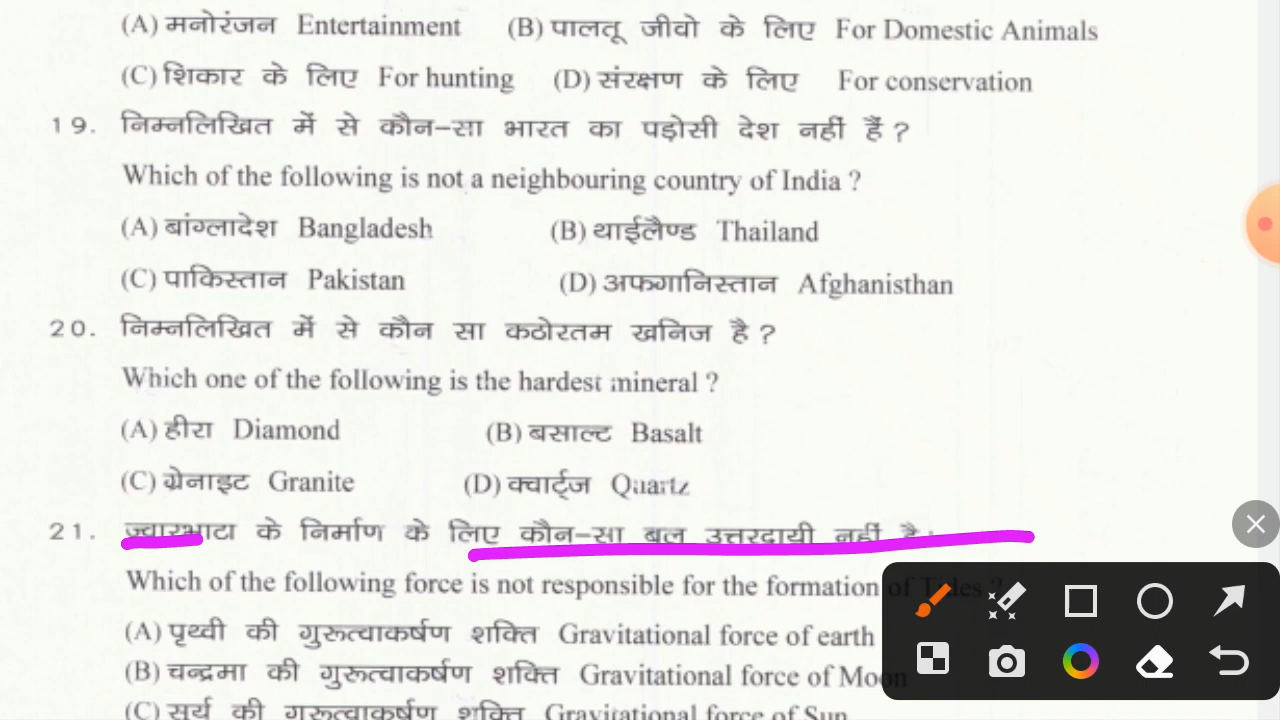 (A) मनोरंजन Entertainment (B) पालतू जीवो के लिए For Domestic Animals
(C) शिकार के लिए For hunting (D) संरक्षण के लिए For conservation
19. निम्नलिखित में से कौन-सा भारत का पड़ोसी देश नहीं हैं ?
Which of the following is not a neighbouring country of India ?
(A) बांग्लादेश Bangladesh (B) थाईलैण्ड Thailand
(C) पाकिस्तान Pakistan (D) अफगानिस्तान Afghanisthan
20. निम्नलिखित में से कौन सा कठोरतम खनिज है ?
Which one of the following is the hardest mineral ?
(A) हीरा Diamond (B) बसाल्ट Basalt
(C) ग्रेनाइट Granite (D) क्वार्ट्ज Quartz
21. ज्वारभाटा के निर्माण के लिए कौन-सा बल उत्तरदायी नहीं है
Which of the following force is not responsible for the formation of Tides ?
(A) पृथ्वी की गुरूत्वाकर्षण शक्ति Gravitational force of earth
(B) चन्द्रमा की गुरूत्वाकर्षण शक्ति Gravitational force of Moon
(C) सूर्य की गुरूत्वाकर्षण शक्ति Gravitational force of Sun